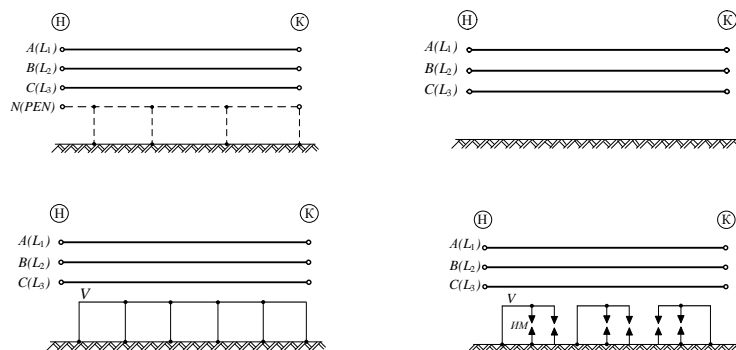 Н К
A(L₁)
B(L₂)
C(L₃)
N(PEN)
Н К
A(L₁)
B(L₂)
C(L₃)
Н К
A(L₁)
B(L₂)
C(L₃)
V
Н К
A(L₁)
B(L₂)
C(L₃)
V
ИМ